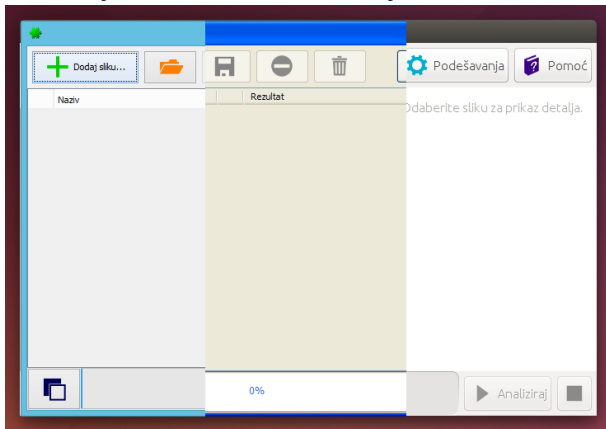 Dodaj sliku...
Podešavanja
Pomoć
Naziv
Rezultat
Odaberite sliku za prikaz detalja.
0%
Analiziraj